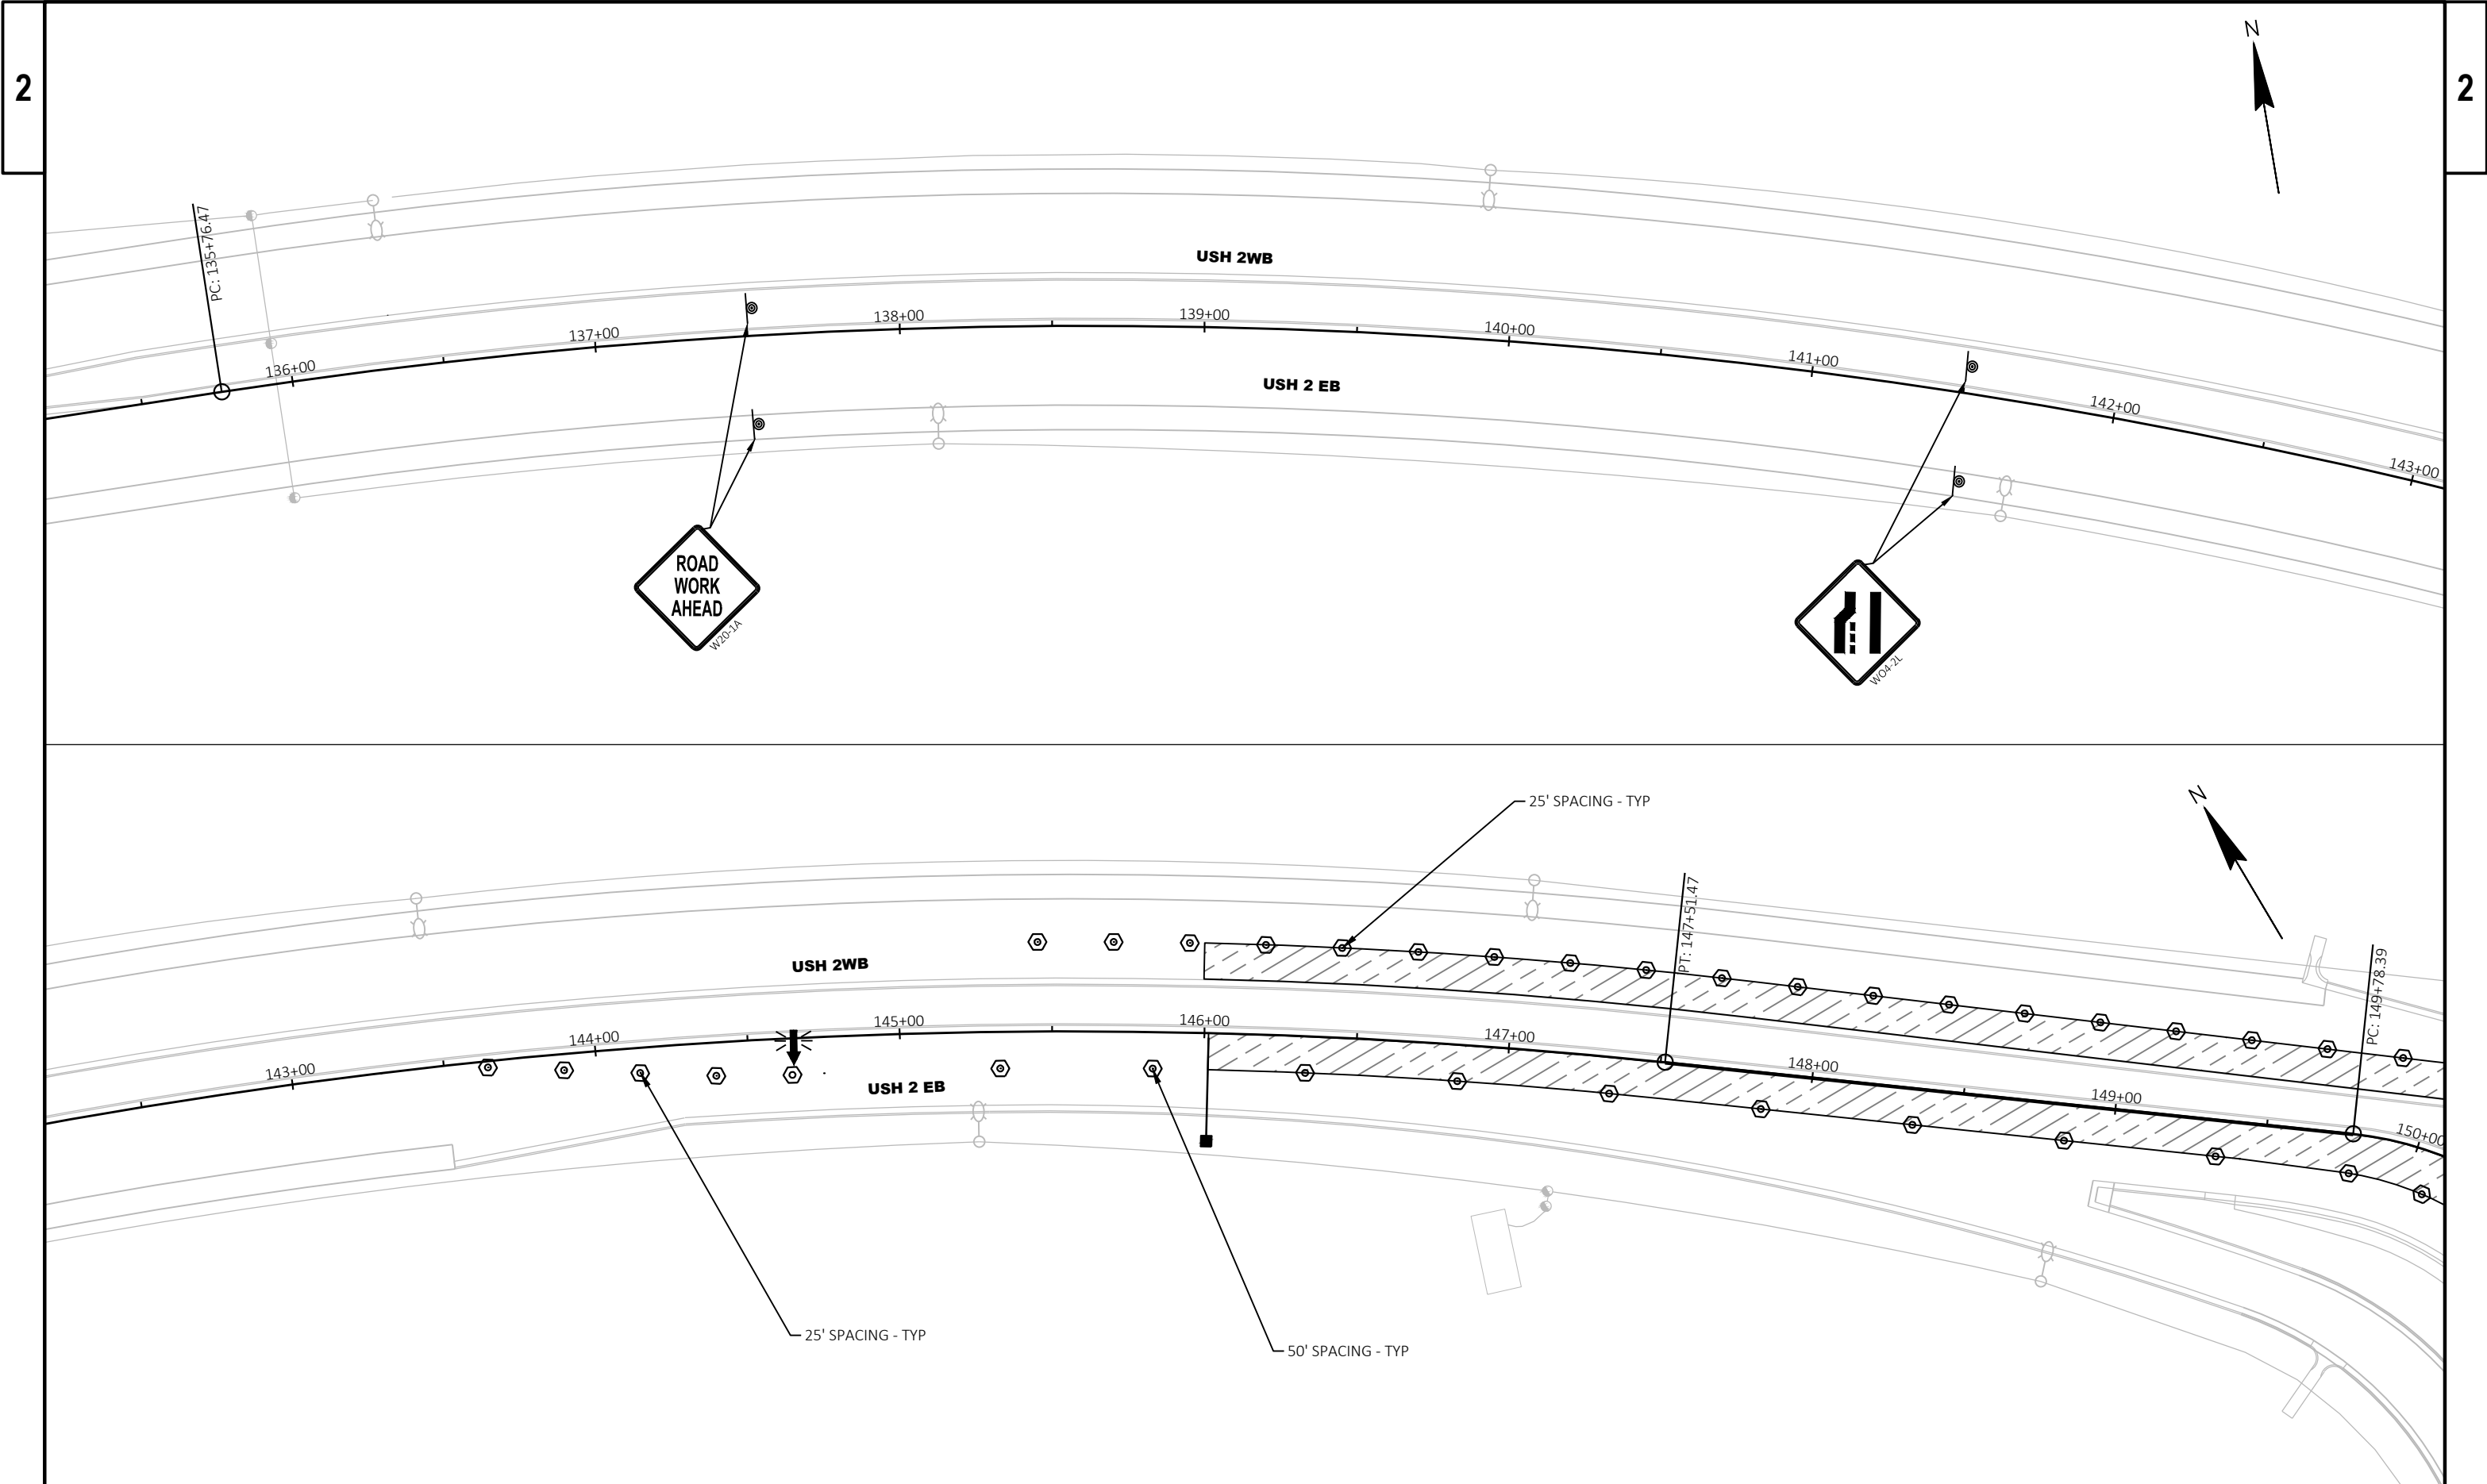 2
2
N
PC: 135+76.47
USH 2WB
136+00
137+00
138+00
139+00
140+00
141+00
142+00
143+00
USH 2 EB
ROAD
WORK
AHEAD
W20-1A
WO4-2L
N
25' SPACING - TYP
PT: 147+51.47
PC: 149+78.39
USH 2WB
143+00
144+00
145+00
146+00
147+00
148+00
149+00
150+00
USH 2 EB
25' SPACING - TYP
50' SPACING - TYP